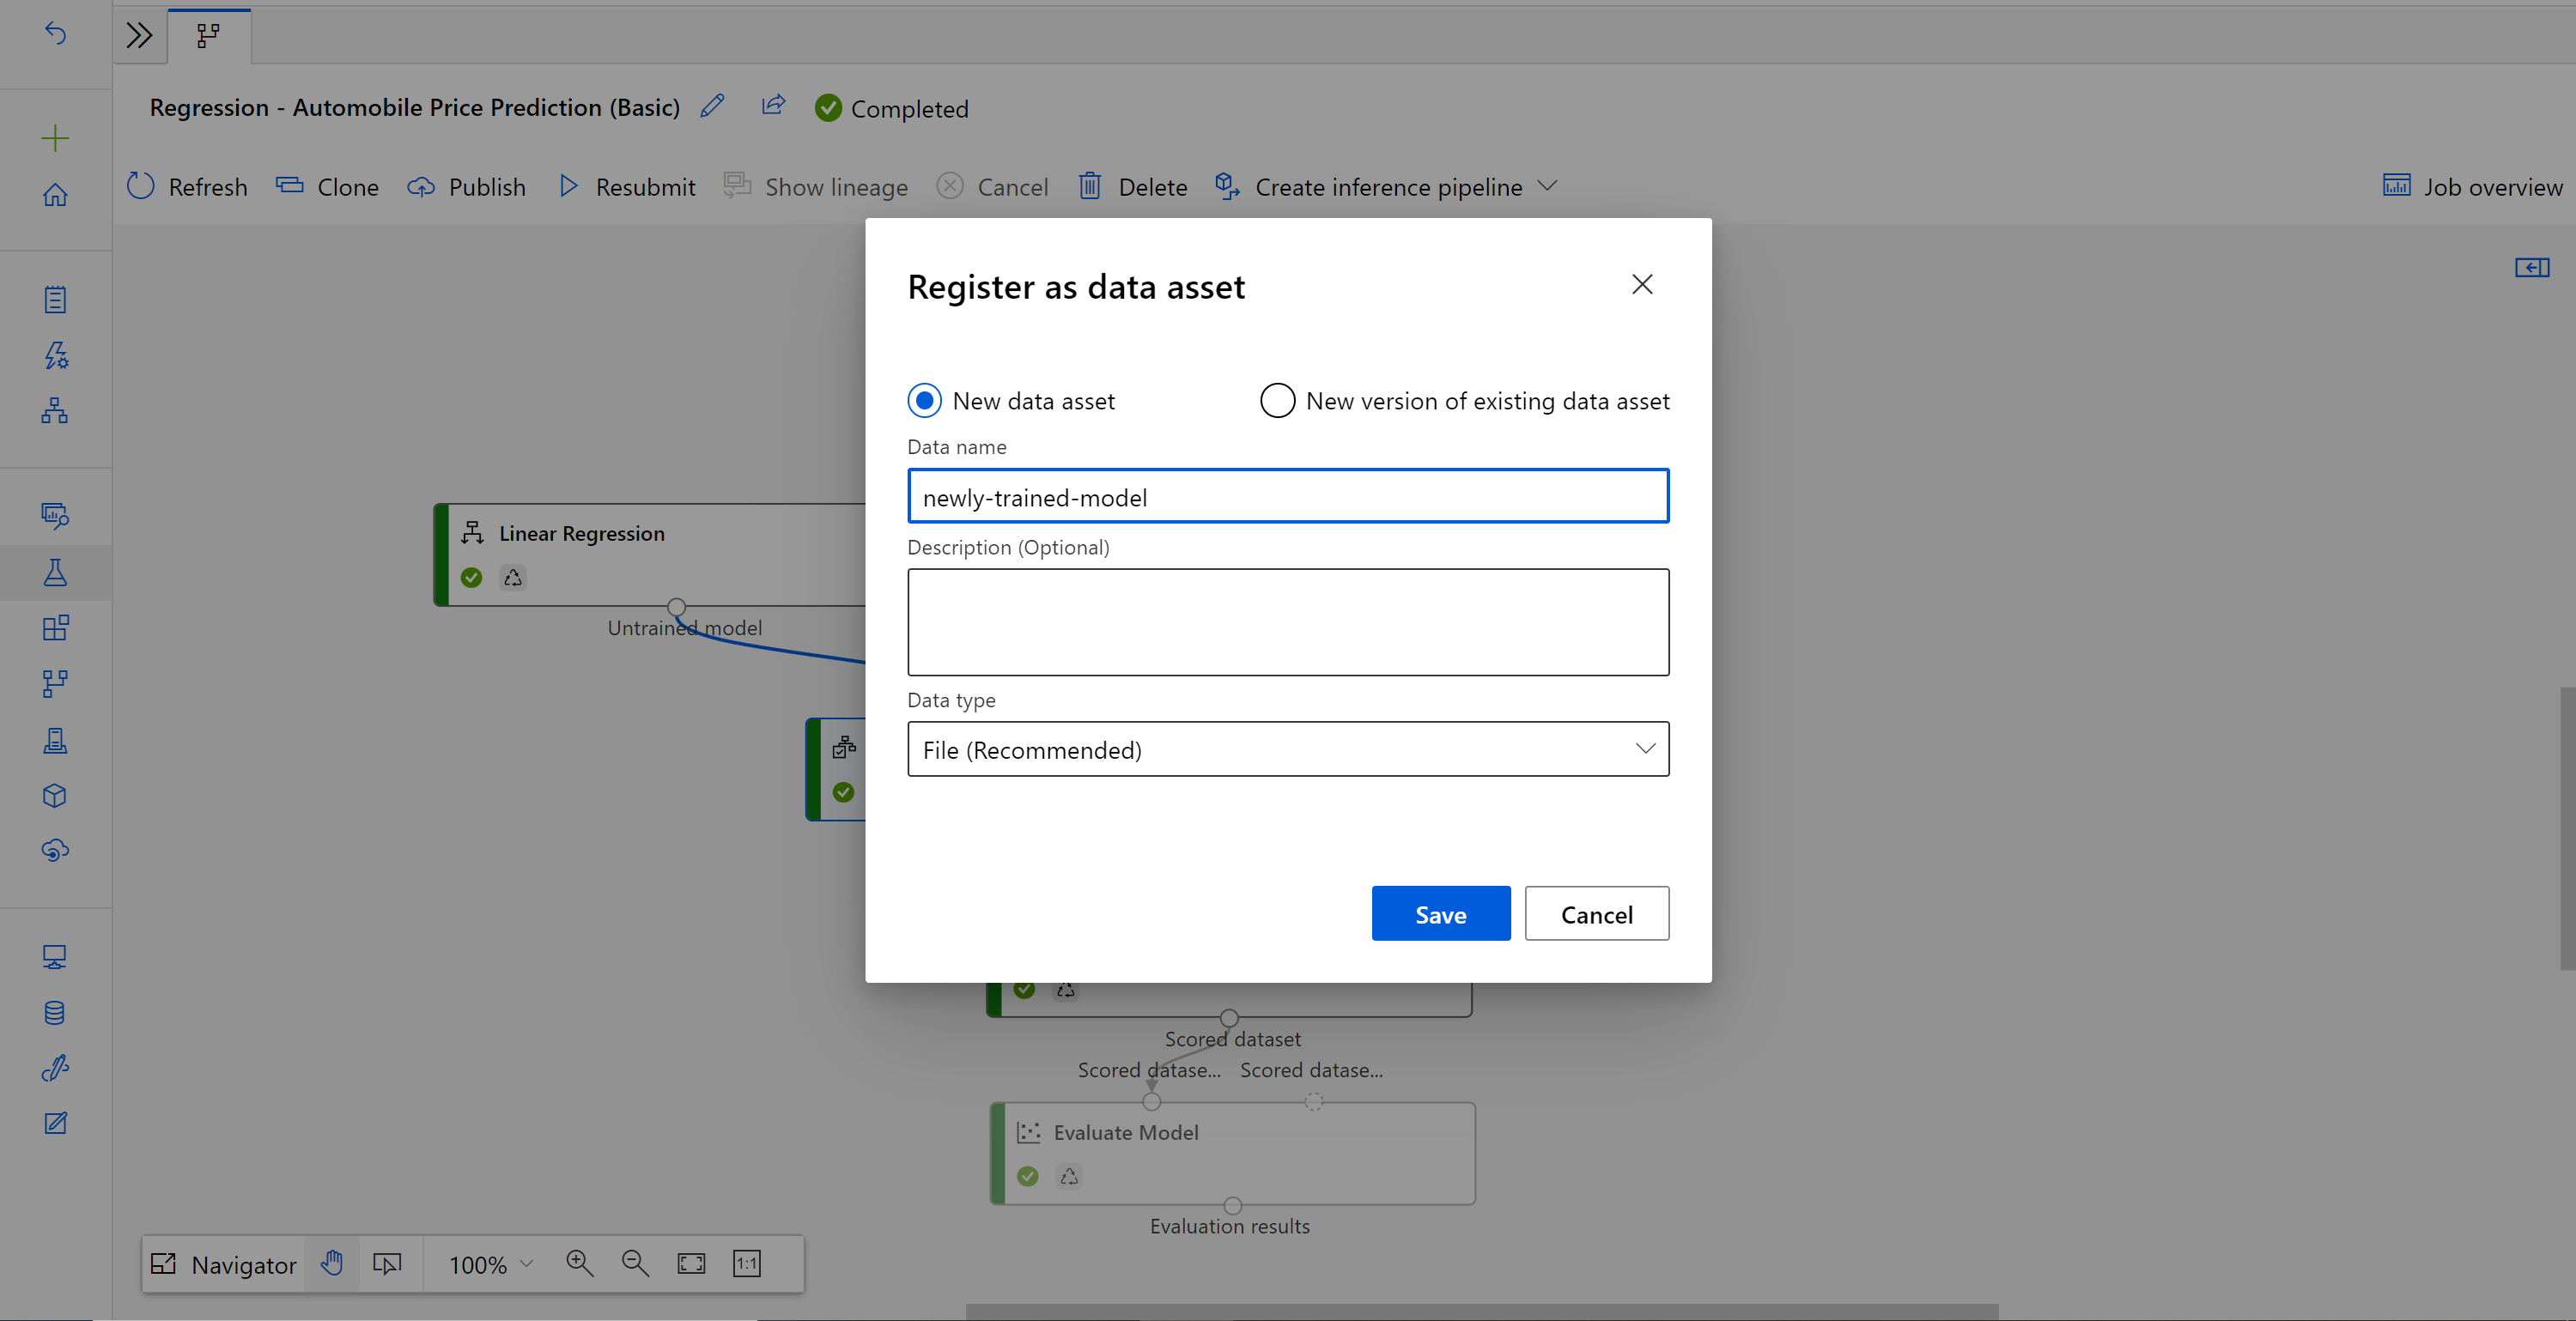 Regression - Automobile Price Prediction (Basic)
Completed
Refresh
Clone
Publish
Resubmit
Show lineage
Cancel
Delete
Create inference pipeline
Job overview
Register as data asset
New data asset
New version of existing data asset
Data name
newly-trained-model
Description (Optional)
Data type
File (Recommended)
Save
Cancel
Linear Regression
Untrained model
Scored dataset
Scored datase...
Scored datase...
Evaluate Model
Evaluation results
Navigator
100%
1:1